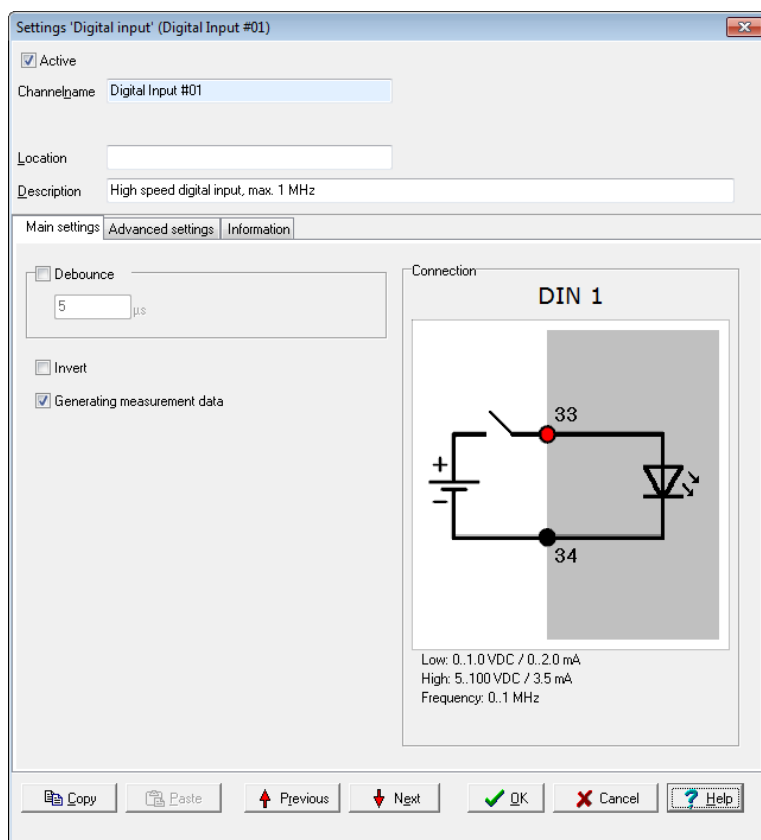 Settings 'Digital input' (Digital Input #01)
Active
Channelname Digital Input #01
Location
Description High speed digital input, max. 1 MHz
Main settings Advanced settings Information
Debounce
5 µs
Invert
Generating measurement data
Connection
DIN 1
33
+
−
34
Low: 0..1.0 VDC / 0..2.0 mA
High: 5..100 VDC / 3.5 mA
Frequency: 0..1 MHz
Copy Paste Previous Next OK Cancel ? Help